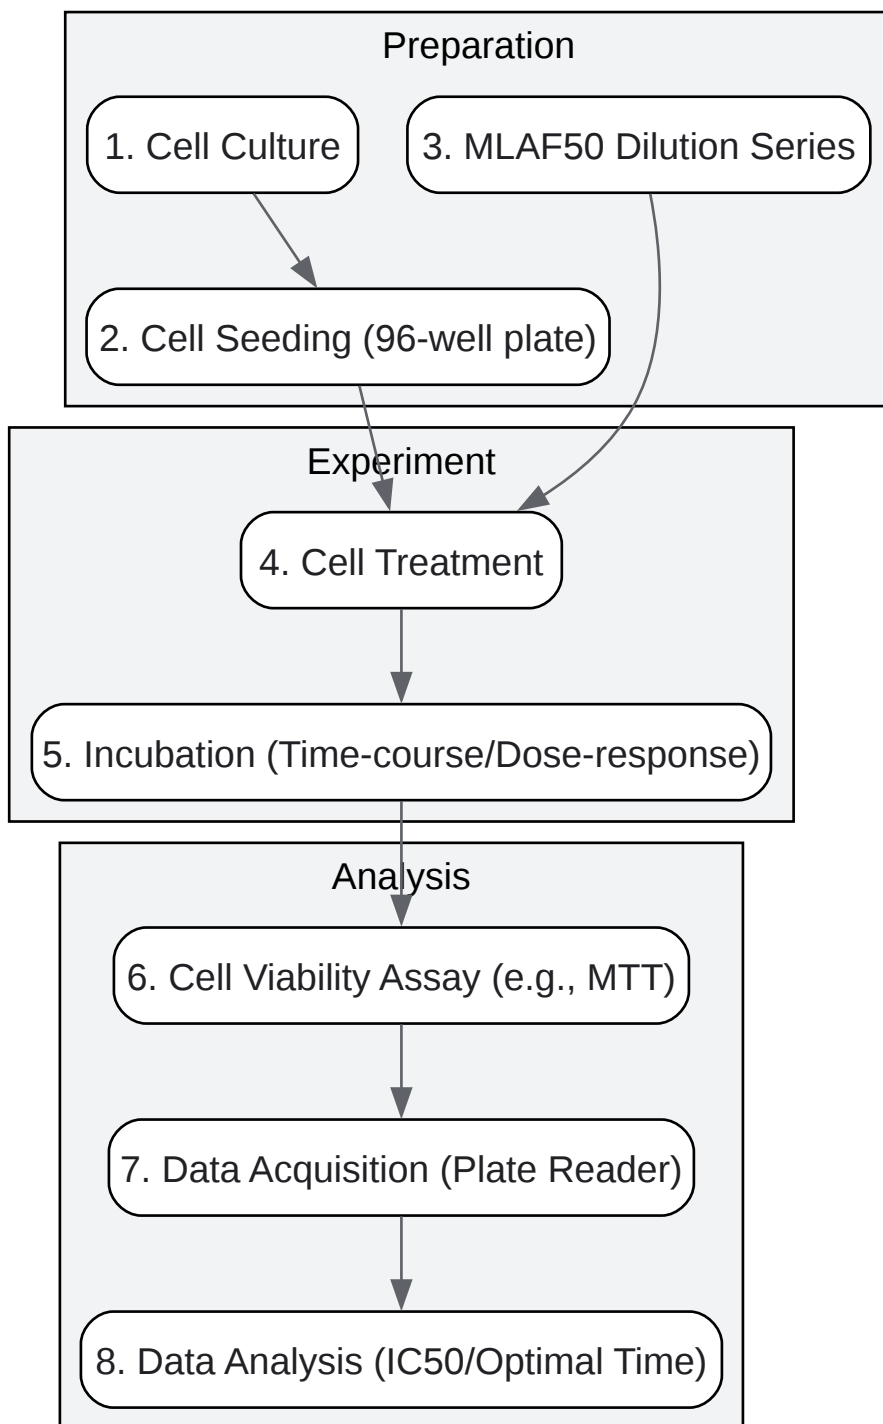 Preparation
1. Cell Culture
3. MLAF50 Dilution Series
2. Cell Seeding (96-well plate)
Experiment
4. Cell Treatment
5. Incubation (Time-course/Dose-response)
Analysis
6. Cell Viability Assay (e.g., MTT)
7. Data Acquisition (Plate Reader)
8. Data Analysis (IC50/Optimal Time)